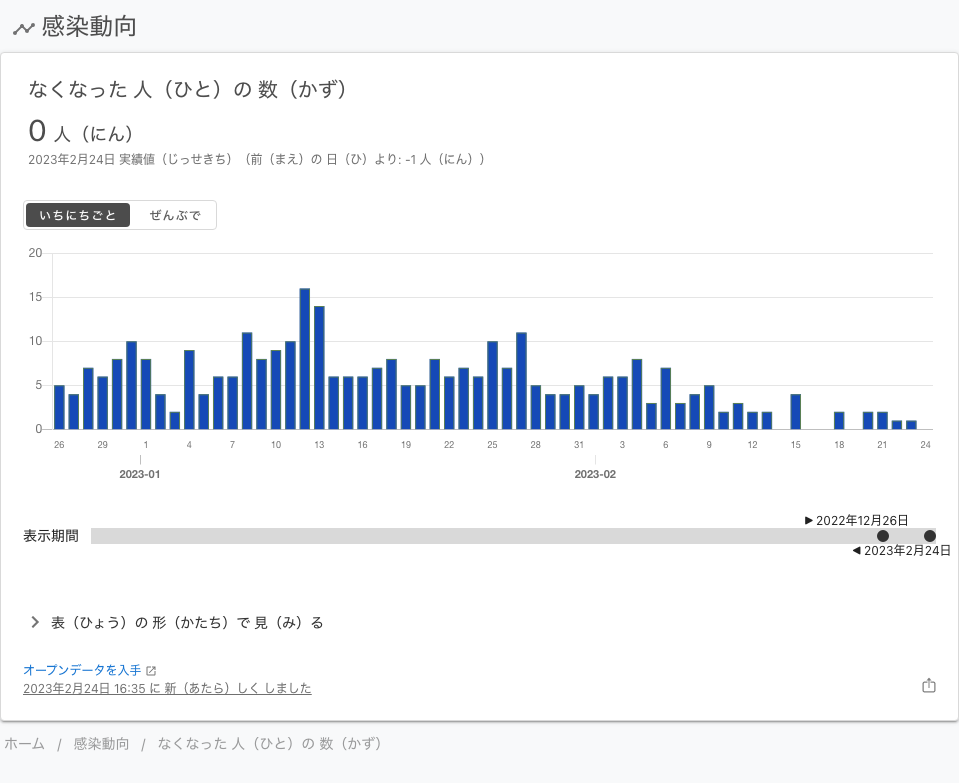 感染動向
なくなった 人（ひと）の 数（かず）
0 人（にん）
2023年2月24日 実績値（じっせきち）（前（まえ）の 日（ひ）より: -1 人（にん））
いちにちごと ぜんぶで
20
15
10
5
0
26 29 1 4 7 10 13 16 19 22 25 28 31 3 6 9 12 15 18 21 24
2023-01 2023-02
▶ 2022年12月26日
表示期間
◀ 2023年2月24日
表（ひょう）の 形（かたち）で 見（み）る
オープンデータを入手
2023年2月24日 16:35 に 新（あたら）しく しました
ホーム / 感染動向 / なくなった 人（ひと）の 数（かず）